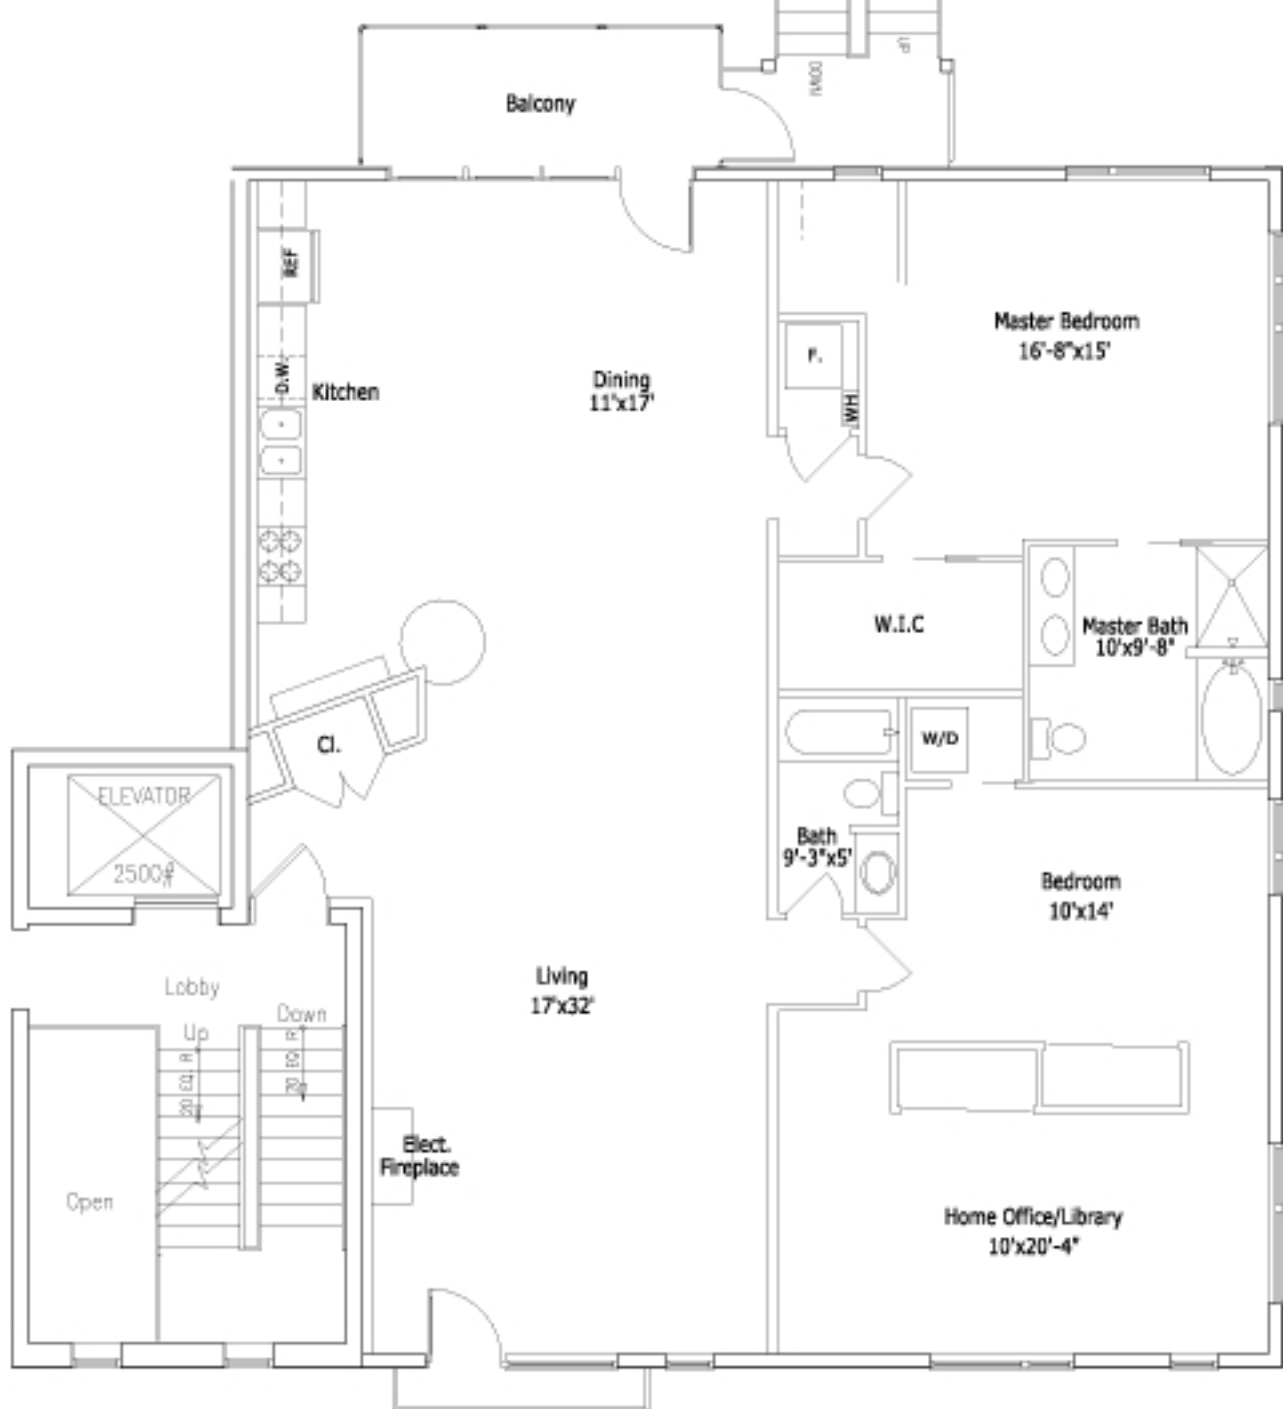 UP
DOWN
Balcony
REF
Master Bedroom
16'-8"x15'
F.
D.W.
Kitchen
Dining
11'x17'
WH
W.I.C
Master Bath
10'x9'-8"
Cl.
W/D
ELEVATOR
2500#
Bath
9'-3"x5'
Bedroom
10'x14'
Living
17'x32'
Lobby
Down
Up
20 EQ. R
20 EQ. R
Elect.
Fireplace
Open
Home Office/Library
10'x20'-4"